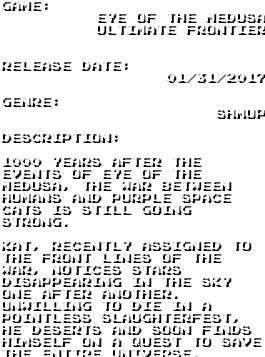 GAME:
EYE OF THE MEDUSA
ULTIMATE FRONTIER
RELEASE DATE:
01/31/2017
GENRE:
SHMUP
DESCRIPTION:
1000 YEARS AFTER THE
EVENTS OF EYE OF THE
MEDUSA, THE WAR BETWEEN
HUMANS AND PURPLE SPACE
CATS IS STILL GOING
STRONG.
KAT, RECENTLY ASSIGNED TO
THE FRONT LINES OF THE
WAR, NOTICES STARS
DISAPPEARING IN THE SKY
ONE AFTER ANOTHER.
UNWILLING TO DIE IN A
POINTLESS SLAUGHTERFEST,
HE DESERTS AND SOON FINDS
HIMSELF ON A QUEST TO SAVE
THE ENTIRE UNIVERSE.